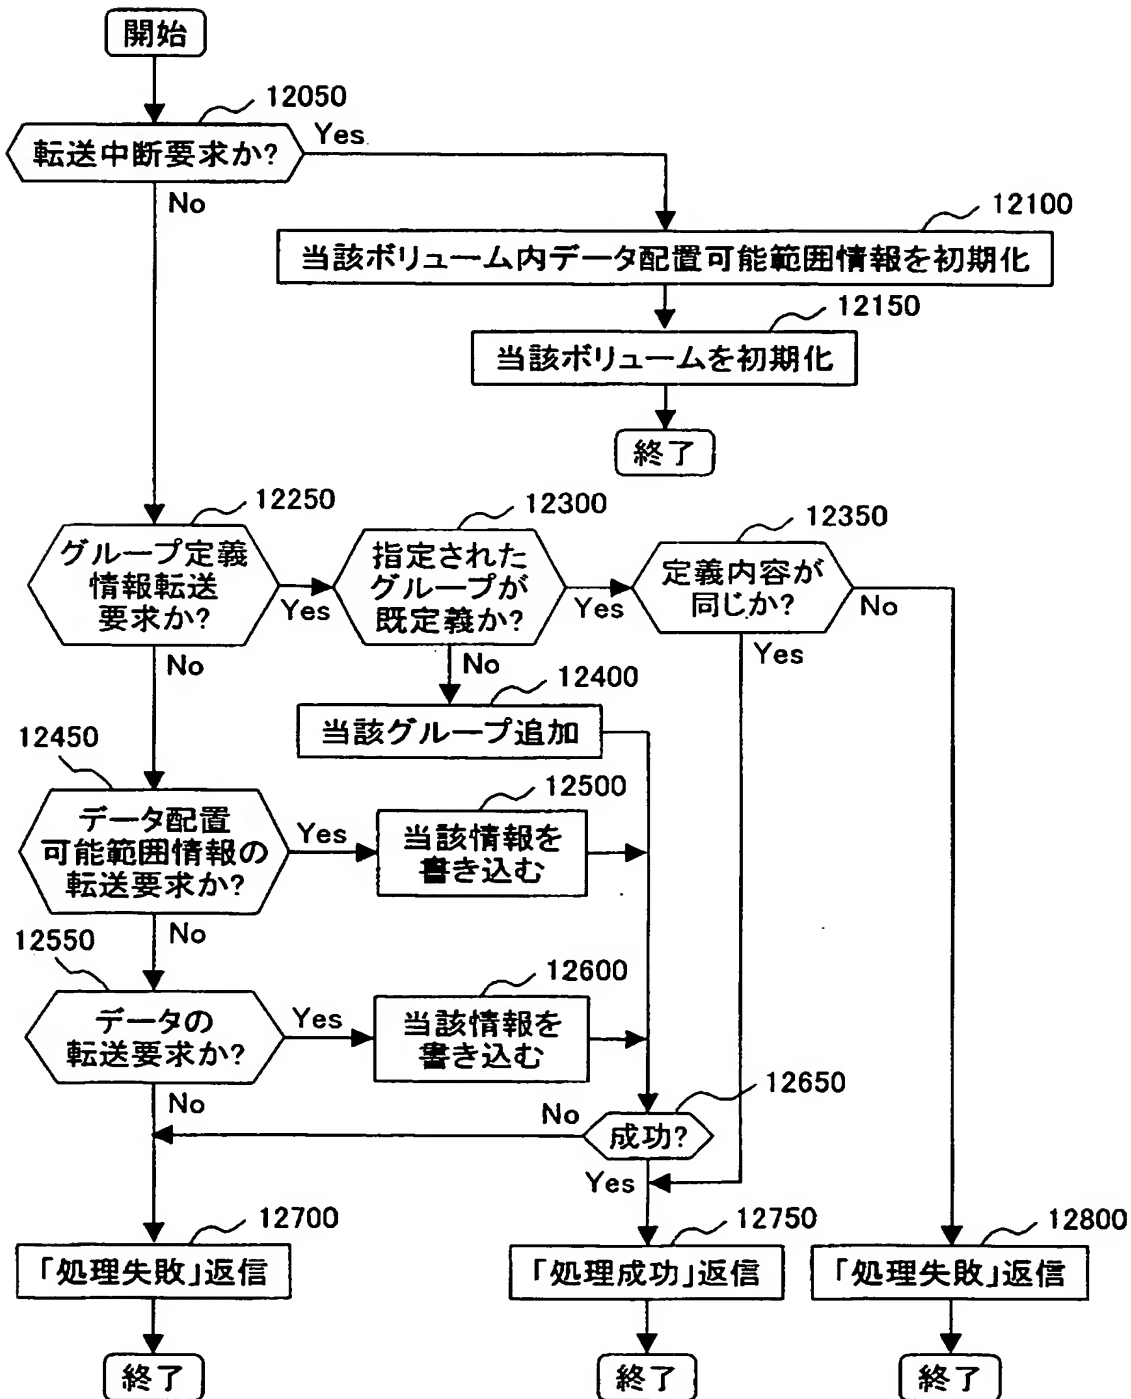 開始
12050
転送中断要求か?
Yes
No
12100
当該ボリューム内データ配置可能範囲情報を初期化
12150
当該ボリュームを初期化
終了
12250
グループ定義
情報転送
要求か?
Yes
No
12300
指定された
グループが
既定義か?
Yes
No
12350
定義内容が
同じか?
No
Yes
12400
当該グループ追加
12450
データ配置
可能範囲情報の
転送要求か?
Yes
No
12500
当該情報を
書き込む
12550
データの
転送要求か?
Yes
No
12600
当該情報を
書き込む
12650
成功?
No
Yes
12700
「処理失敗」返信
終了
12750
「処理成功」返信
終了
12800
「処理失敗」返信
終了